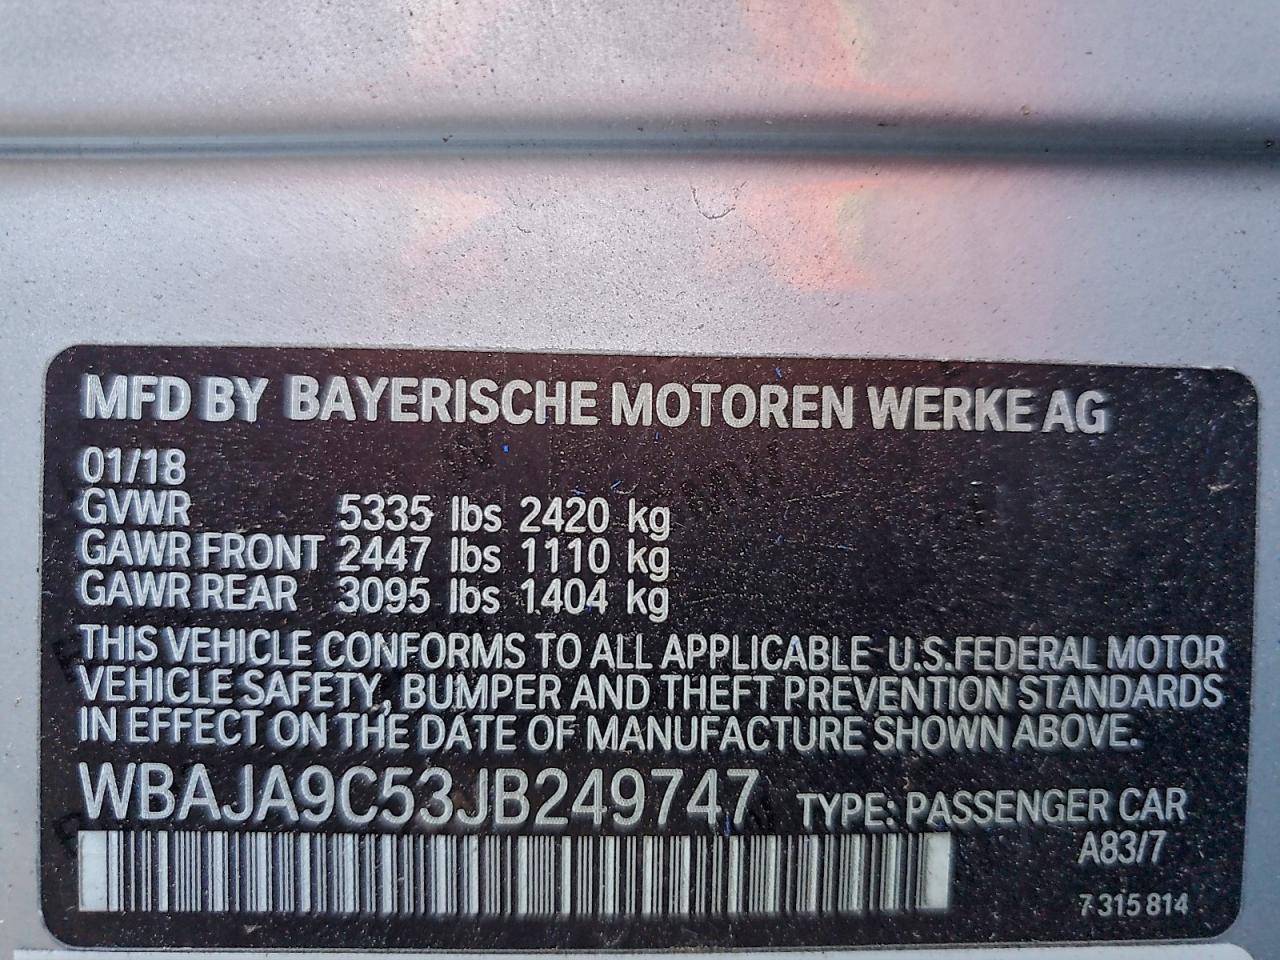 MFD BY BAYERISCHE MOTOREN WERKE AG
01/18
GVWR 5335 lbs 2420 kg
GAWR FRONT 2447 lbs 1110 kg
GAWR REAR 3095 lbs 1404 kg
THIS VEHICLE CONFORMS TO ALL APPLICABLE U.S.FEDERAL MOTOR
VEHICLE SAFETY, BUMPER AND THEFT PREVENTION STANDARDS
IN EFFECT ON THE DATE OF MANUFACTURE SHOWN ABOVE.
WBAJA9C53JB249747 TYPE: PASSENGER CAR
A83/7
7 315 814